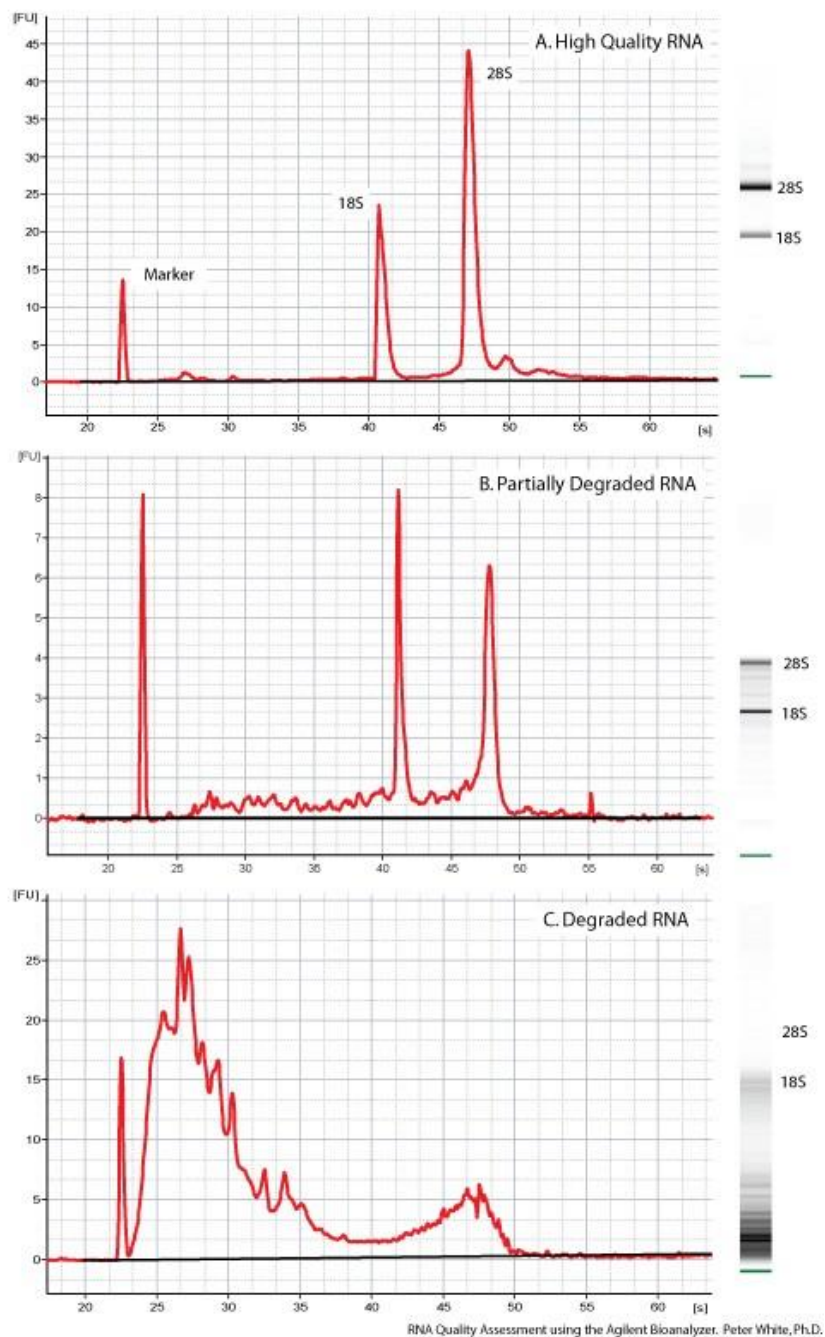 [FU]
A. High Quality RNA
45
40
35
30
25
20
15
10
5
0
28S
18S
Marker
20 25 30 35 40 45 50 55 60 [s]
28S
18S
[FU]
B. Partially Degraded RNA
8
7
6
5
4
3
2
1
0
20 25 30 35 40 45 50 55 60 [s]
28S
18S
[FU]
C. Degraded RNA
25
20
15
10
5
0
20 25 30 35 40 45 50 55 60 [s]
28S
18S
RNA Quality Assessment using the Agilent Bioanalyzer. Peter White, Ph.D.